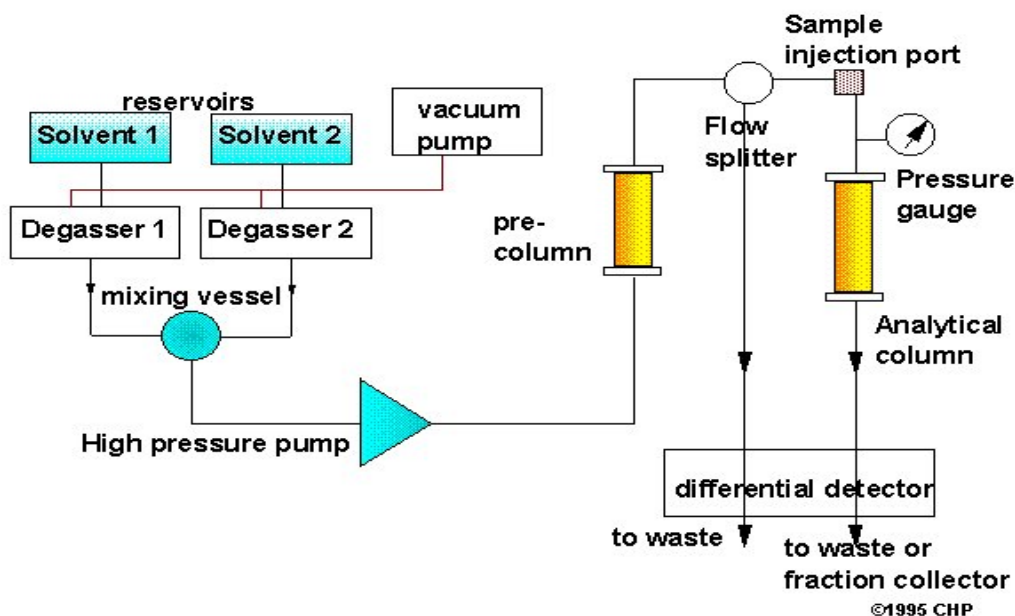 Sample
injection port
reservoirs
Solvent 1
Solvent 2
vacuum
pump
Flow
splitter
Pressure
gauge
Degasser 1
Degasser 2
pre-
column
mixing vessel
Analytical
column
High pressure pump
differential detector
to waste
to waste or
fraction collector
©1995 CHP